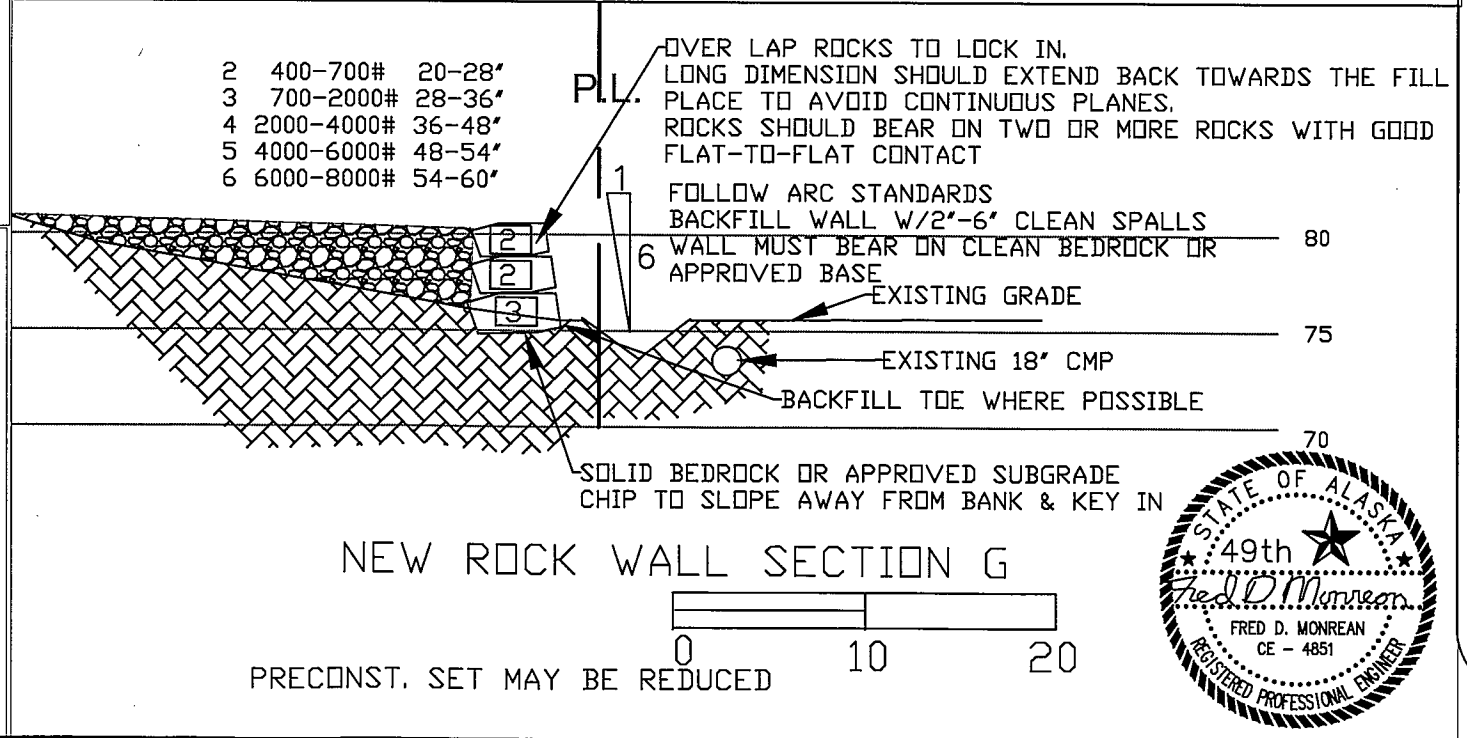 2 400-700# 20-28"
3 700-2000# 28-36"
4 2000-4000# 36-48"
5 4000-6000# 48-54"
6 6000-8000# 54-60"
P.L.
OVER LAP ROCKS TO LOCK IN.
LONG DIMENSION SHOULD EXTEND BACK TOWARDS THE FILL
PLACE TO AVOID CONTINUOUS PLANES.
ROCKS SHOULD BEAR ON TWO OR MORE ROCKS WITH GOOD
FLAT-TO-FLAT CONTACT
1
6
FOLLOW ARC STANDARDS
BACKFILL WALL W/2"-6" CLEAN SPALLS
WALL MUST BEAR ON CLEAN BEDROCK OR
APPROVED BASE
2
2
3
80
EXISTING GRADE
75
EXISTING 18" CMP
BACKFILL TOE WHERE POSSIBLE
70
SOLID BEDROCK OR APPROVED SUBGRADE
CHIP TO SLOPE AWAY FROM BANK & KEY IN
NEW ROCK WALL SECTION G
0 10 20
PRECONST. SET MAY BE REDUCED
STATE OF ALASKA
49th
Fred D Monrean
FRED D. MONREAN
CE - 4851
REGISTERED PROFESSIONAL ENGINEER